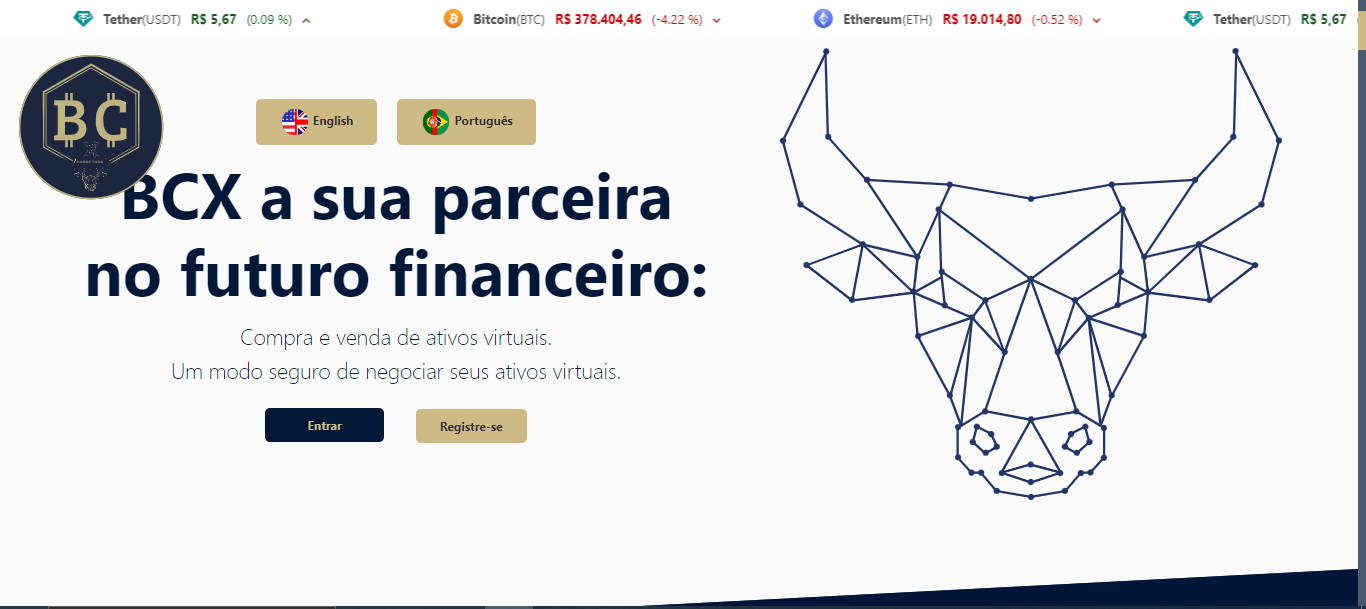 Tether(USDT) R$ 5,67 (0.09 %) Bitcoin(BTC) R$ 378.404,46 (-4.22 %) Ethereum(ETH) R$ 19.014,80 (-0.52 %) Tether(USDT) R$ 5,67
BC
English Português
BCX a sua parceira
no futuro financeiro:
Compra e venda de ativos virtuais.
Um modo seguro de negociar seus ativos virtuais.
Entrar Registre-se